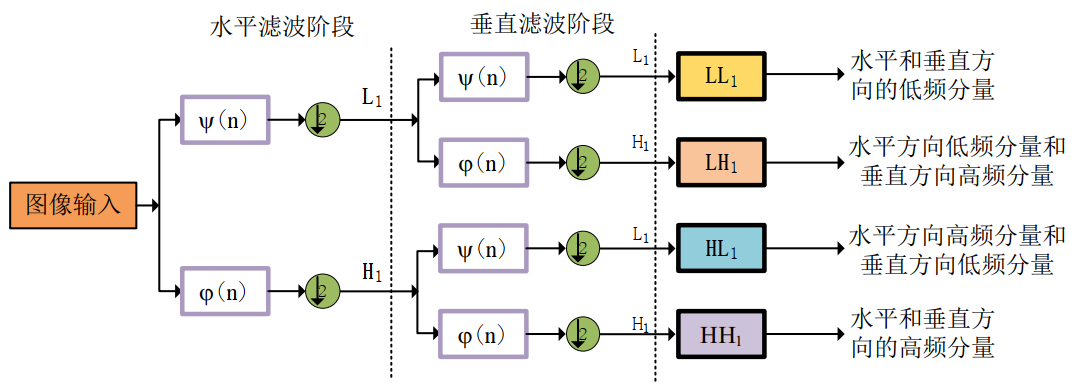 水平滤波阶段
垂直滤波阶段
图像输入
ψ(n)
2
L₁
φ(n)
2
H₁
ψ(n)
2
L₁
LL₁
水平和垂直方
向的低频分量
φ(n)
2
H₁
LH₁
水平方向低频分量和
垂直方向高频分量
ψ(n)
2
L₁
HL₁
水平方向高频分量和
垂直方向低频分量
φ(n)
2
H₁
HH₁
水平和垂直方
向的高频分量